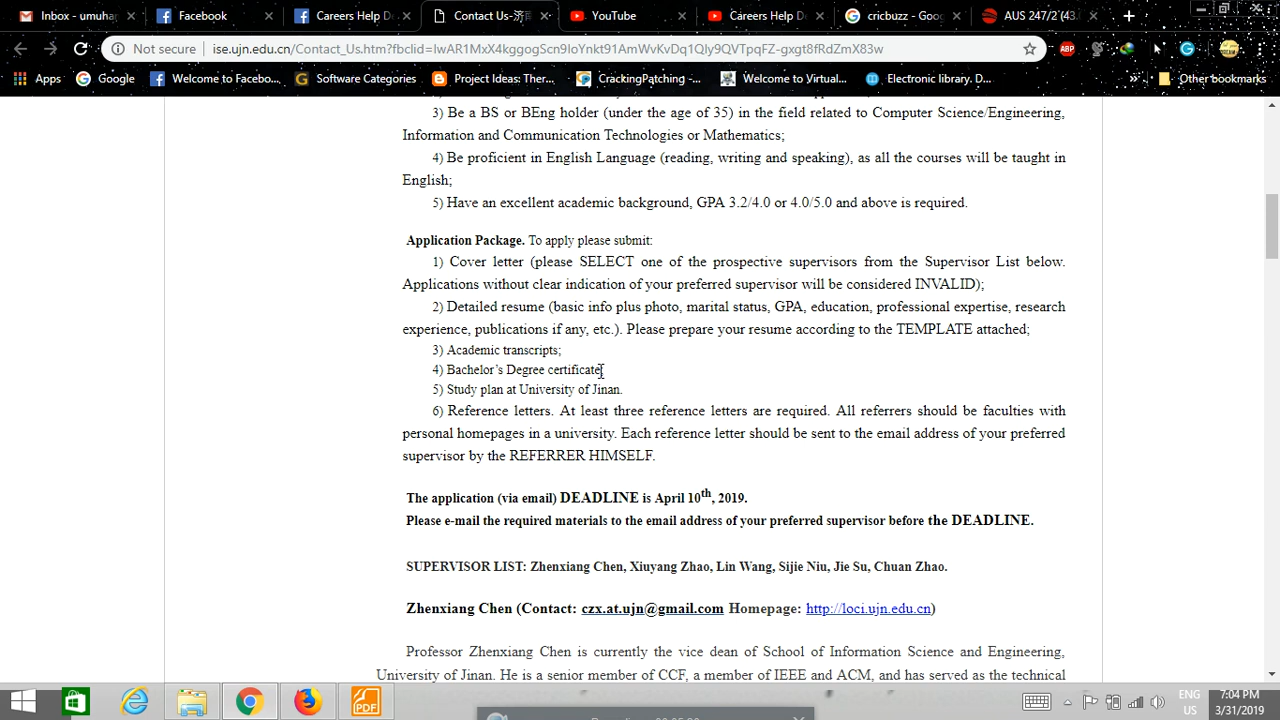 Inbox - umuha
Facebook
Careers Help D
Contact Us-济
YouTube
Careers Help D
cricbuzz - Goo
AUS 247/2 (43.
Not secure
ise.ujn.edu.cn/Contact_Us.htm?fbclid=IwAR1MxX4kggogScn9IoYnkt91AmWvKvDq1Qly9QVTpqFZ-gxgt8fRdZmX83w
ABP
Apps
Google
Welcome to Facebo...
Software Categories
Project Ideas: Ther...
CrackingPatching -...
Welcome to Virtual...
Electronic library. D...
Other bookmarks
3) Be a BS or BEng holder (under the age of 35) in the field related to Computer Science/Engineering,
Information and Communication Technologies or Mathematics;
4) Be proficient in English Language (reading, writing and speaking), as all the courses will be taught in
English;
5) Have an excellent academic background, GPA 3.2/4.0 or 4.0/5.0 and above is required.
Application Package. To apply please submit:
1) Cover letter (please SELECT one of the prospective supervisors from the Supervisor List below.
Applications without clear indication of your preferred supervisor will be considered INVALID);
2) Detailed resume (basic info plus photo, marital status, GPA, education, professional expertise, research
experience, publications if any, etc.). Please prepare your resume according to the TEMPLATE attached;
3) Academic transcripts;
4) Bachelor's Degree certificate
5) Study plan at University of Jinan.
6) Reference letters. At least three reference letters are required. All referrers should be faculties with
personal homepages in a university. Each reference letter should be sent to the email address of your preferred
supervisor by the REFERRER HIMSELF.
The application (via email) DEADLINE is April 10th, 2019.
Please e-mail the required materials to the email address of your preferred supervisor before the DEADLINE.
SUPERVISOR LIST: Zhenxiang Chen, Xiuyang Zhao, Lin Wang, Sijie Niu, Jie Su, Chuan Zhao.
Zhenxiang Chen (Contact: czx.at.ujn@gmail.com Homepage: http://loci.ujn.edu.cn)
Professor Zhenxiang Chen is currently the vice dean of School of Information Science and Engineering,
University of Jinan. He is a senior member of CCF, a member of IEEE and ACM, and has served as the technical
PDF
ENG
US
7:04 PM
3/31/2019